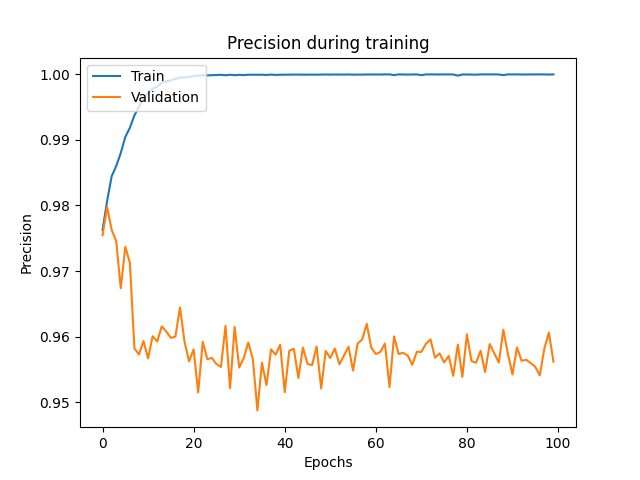 Precision during training
Train
Validation
1.00
0.99
0.98
0.97
0.96
0.95
Precision
0
20
40
60
80
100
Epochs